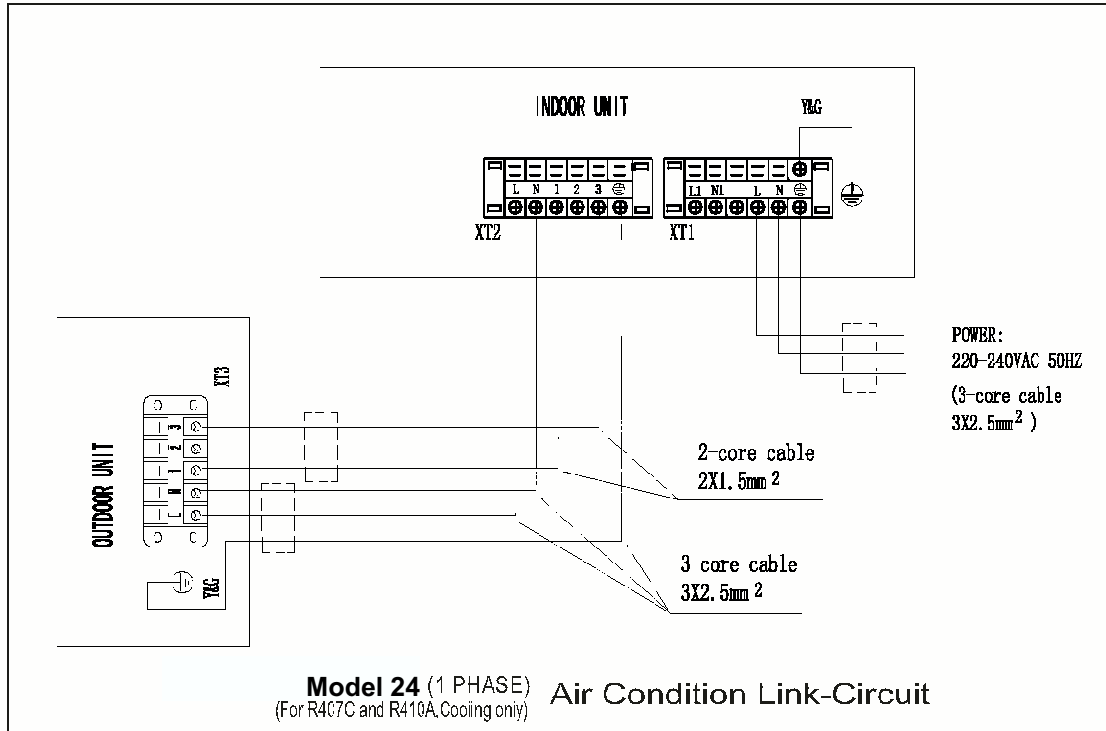 INDOOR UNIT
Y&G
L N 1 2 3
L1 N1 L N
XT2
XT1
POWER:
220-240VAC 50HZ
(3-core cable
3X2.5mm²)
XT3
3
2
1
N
L
OUTDOOR UNIT
Y&G
2-core cable
2X1.5mm²
3 core cable
3X2.5mm²
Model 24 (1 PHASE)
(For R407C and R410A,Cooling only)
Air Condition Link-Circuit